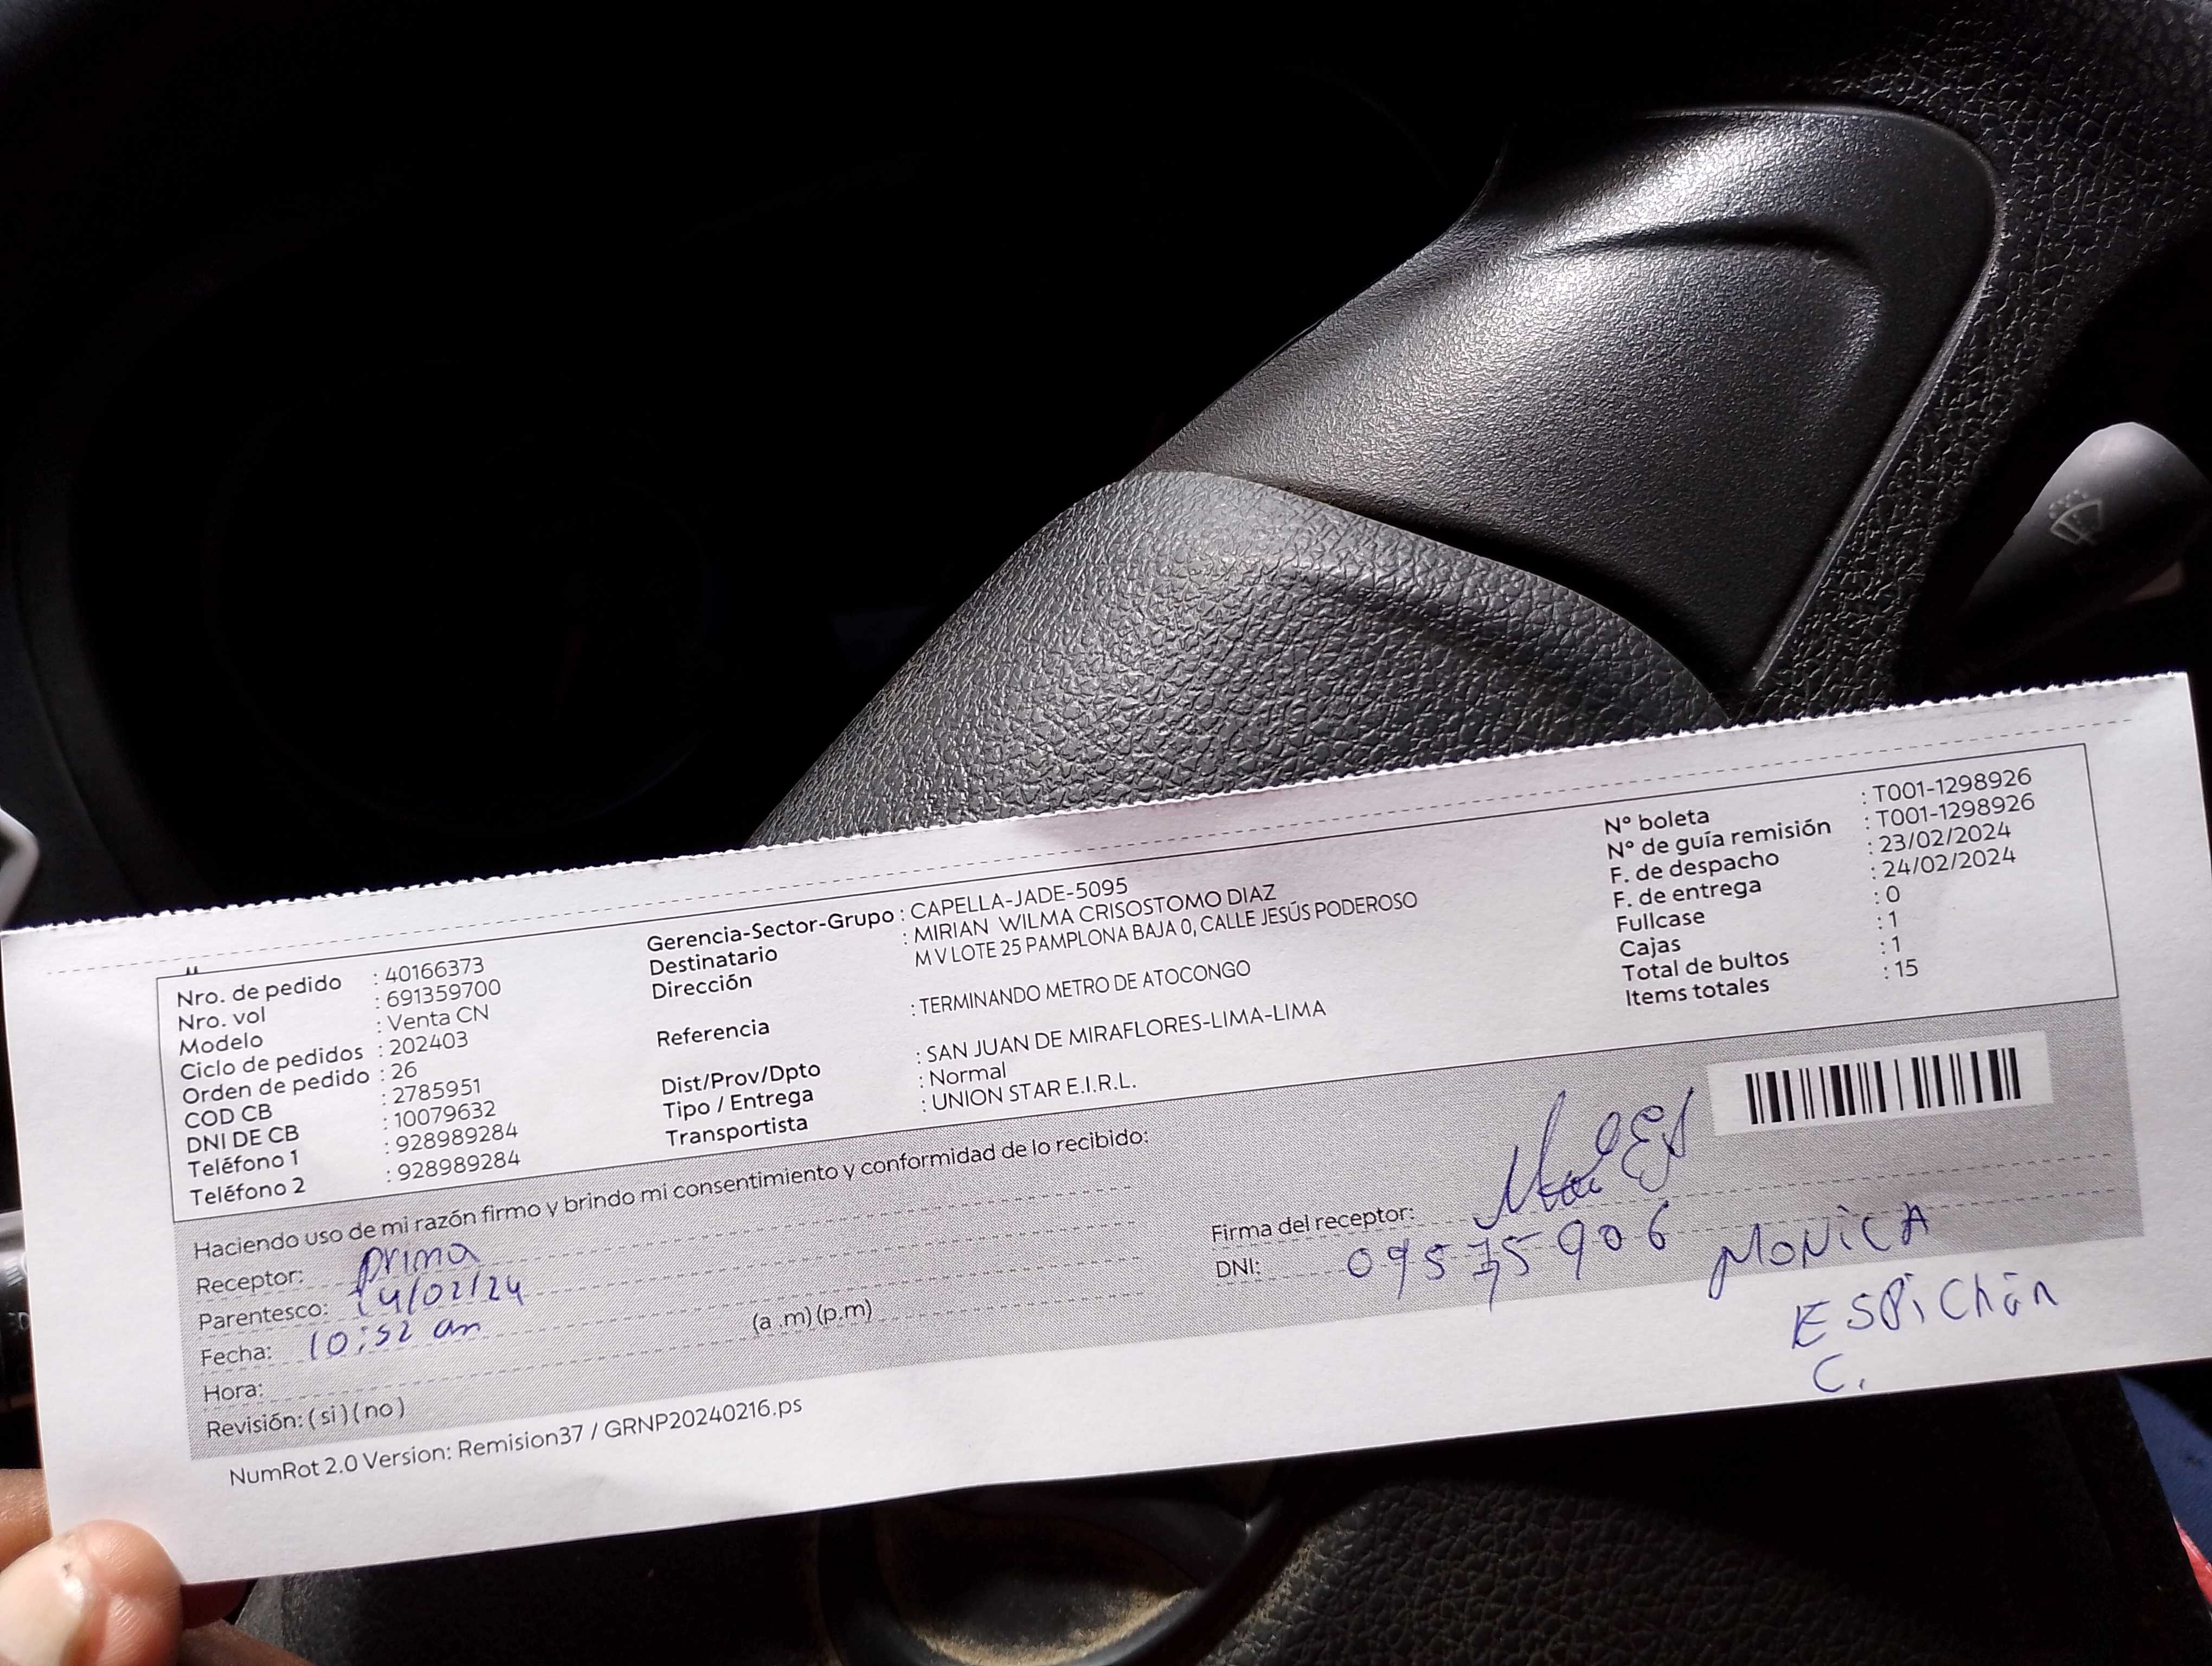 Nro. de pedido : 40166373
Nro. vol : 691359700
Modelo : Venta CN
Ciclo de pedidos : 202403
Orden de pedido : 26
COD CB : 2785951
DNI DE CB : 10079632
Teléfono 1 : 928989284
Teléfono 2 : 928989284
Gerencia-Sector-Grupo : CAPELLA-JADE-5095
Destinatario : MIRIAN WILMA CRISOSTOMO DIAZ
Dirección M V LOTE 25 PAMPLONA BAJA 0, CALLE JESÚS PODEROSO
Referencia : TERMINANDO METRO DE ATOCONGO
Dist/Prov/Dpto : SAN JUAN DE MIRAFLORES-LIMA-LIMA
Tipo / Entrega : Normal
Transportista : UNION STAR E.I.R.L.
N° boleta : T001-1298926
N° de guía remisión : T001-1298926
F. de despacho : 23/02/2024
F. de entrega : 24/02/2024
Fullcase : 0
Cajas : 1
Total de bultos : 1
Items totales : 15
Haciendo uso de mi razón firmo y brindo mi consentimiento y conformidad de lo recibido:
Receptor: prima
Parentesco: 24/02/24
Fecha: 10:52 am
Hora: (a .m) (p.m)
Revisión: ( si ) ( no )
Firma del receptor:
DNI: 09575906 MONICA
ESPiChán
C.
NumRot 2.0 Version: Remision37 / GRNP20240216.ps